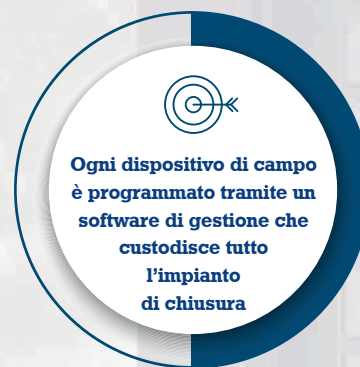 Ogni dispositivo di campo
è programmato tramite un
software di gestione che
custodisce tutto
l’impianto
di chiusura